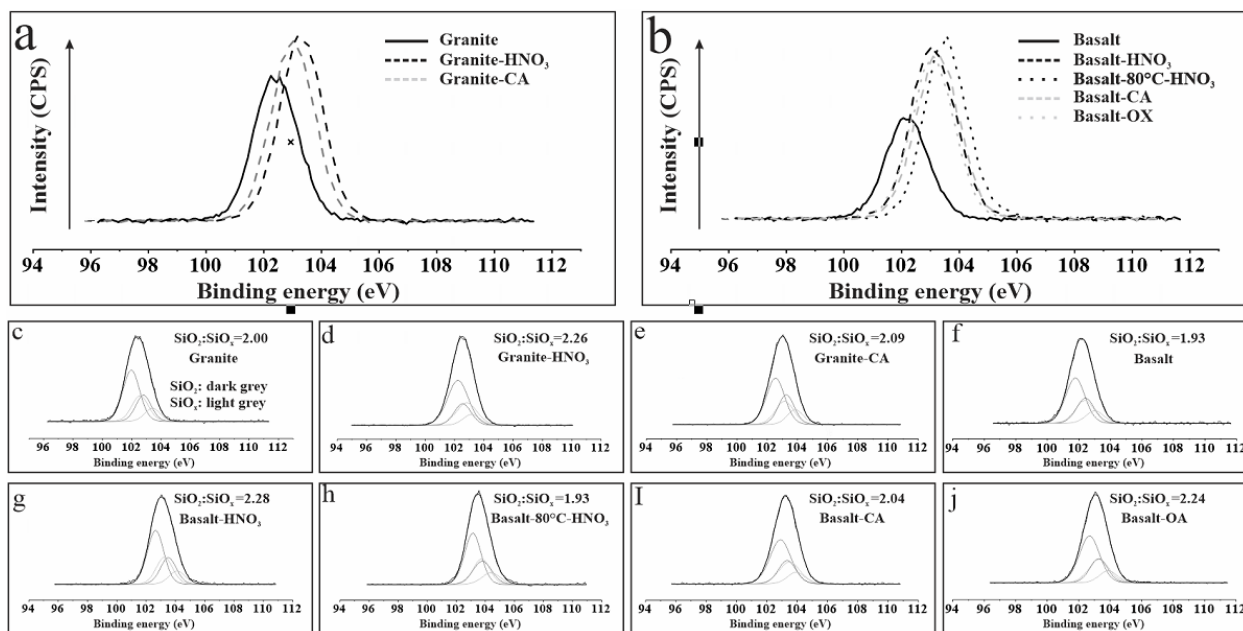 a
Intensity (CPS)
Granite
Granite-HNO₃
Granite-CA
94 96 98 100 102 104 106 108 110 112
Binding energy (eV)
b
Intensity (CPS)
Basalt
Basalt-HNO₃
Basalt-80°C-HNO₃
Basalt-CA
Basalt-OX
94 96 98 100 102 104 106 108 110 112
Binding energy (eV)
c
SiO₂:SiOₓ=2.00
Granite
SiO₂: dark grey
SiOₓ: light grey
96 98 100 102 104 106 108 110 112
Binding energy (eV)
d
SiO₂:SiOₓ=2.26
Granite-HNO₃
94 96 98 100 102 104 106 108 110 112
Binding energy (eV)
e
SiO₂:SiOₓ=2.09
Granite-CA
94 96 98 100 102 104 106 108 110 112
Binding energy (eV)
f
SiO₂:SiOₓ=1.93
Basalt
96 98 100 102 104 106 108 110 112
Binding energy (eV)
g
SiO₂:SiOₓ=2.28
Basalt-HNO₃
94 96 98 100 102 104 106 108 110 112
Binding energy (eV)
h
SiO₂:SiOₓ=1.93
Basalt-80°C-HNO₃
94 96 98 100 102 104 106 108 110 112
Binding energy (eV)
I
SiO₂:SiOₓ=2.04
Basalt-CA
94 96 98 100 102 104 106 108 110 112
Binding energy (eV)
j
SiO₂:SiOₓ=2.24
Basalt-OA
96 98 100 102 104 106 108 110 112
Binding energy (eV)